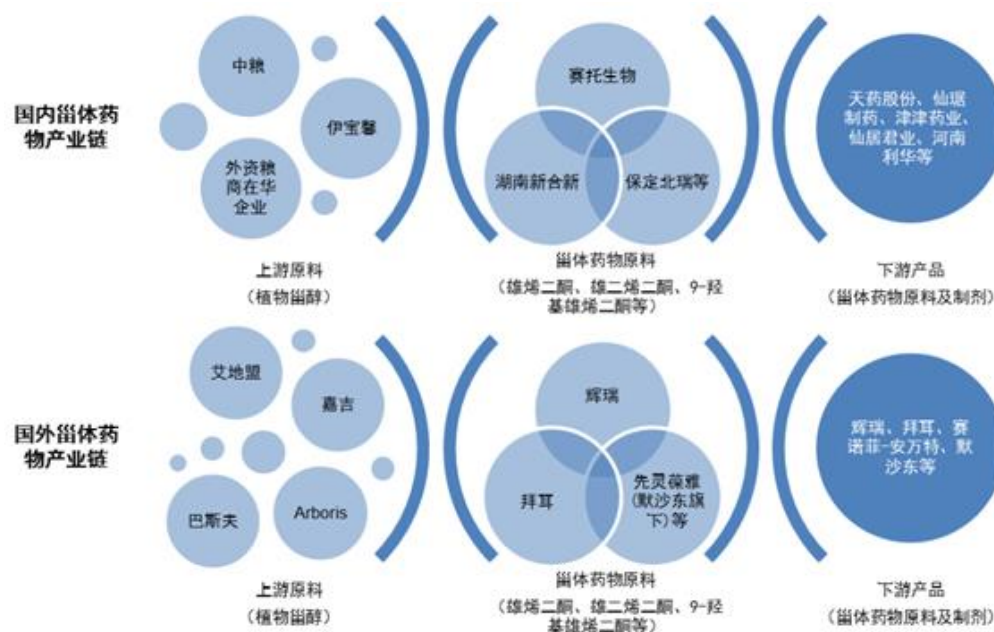 国内甾体药
物产业链
中粮
伊宝馨
外资粮
商在华
企业
上游原料
(植物甾醇)
赛托生物
湖南新合新
保定北瑞等
甾体药物原料
(雄烯二酮、雄二烯二酮、9-羟
基雄烯二酮等)
天药股份、仙琚
制药、津津药业、
仙居君业、河南
利华等
下游产品
(甾体药物原料及制剂)
国外甾体药
物产业链
艾地盟
嘉吉
巴斯夫
Arboris
上游原料
(植物甾醇)
辉瑞
拜耳
先灵葆雅
(默沙东旗
下)等
甾体药物原料
(雄烯二酮、雄二烯二酮、9-羟
基雄烯二酮等)
辉瑞、拜耳、赛
诺菲-安万特、默
沙东等
下游产品
(甾体药物原料及制剂)